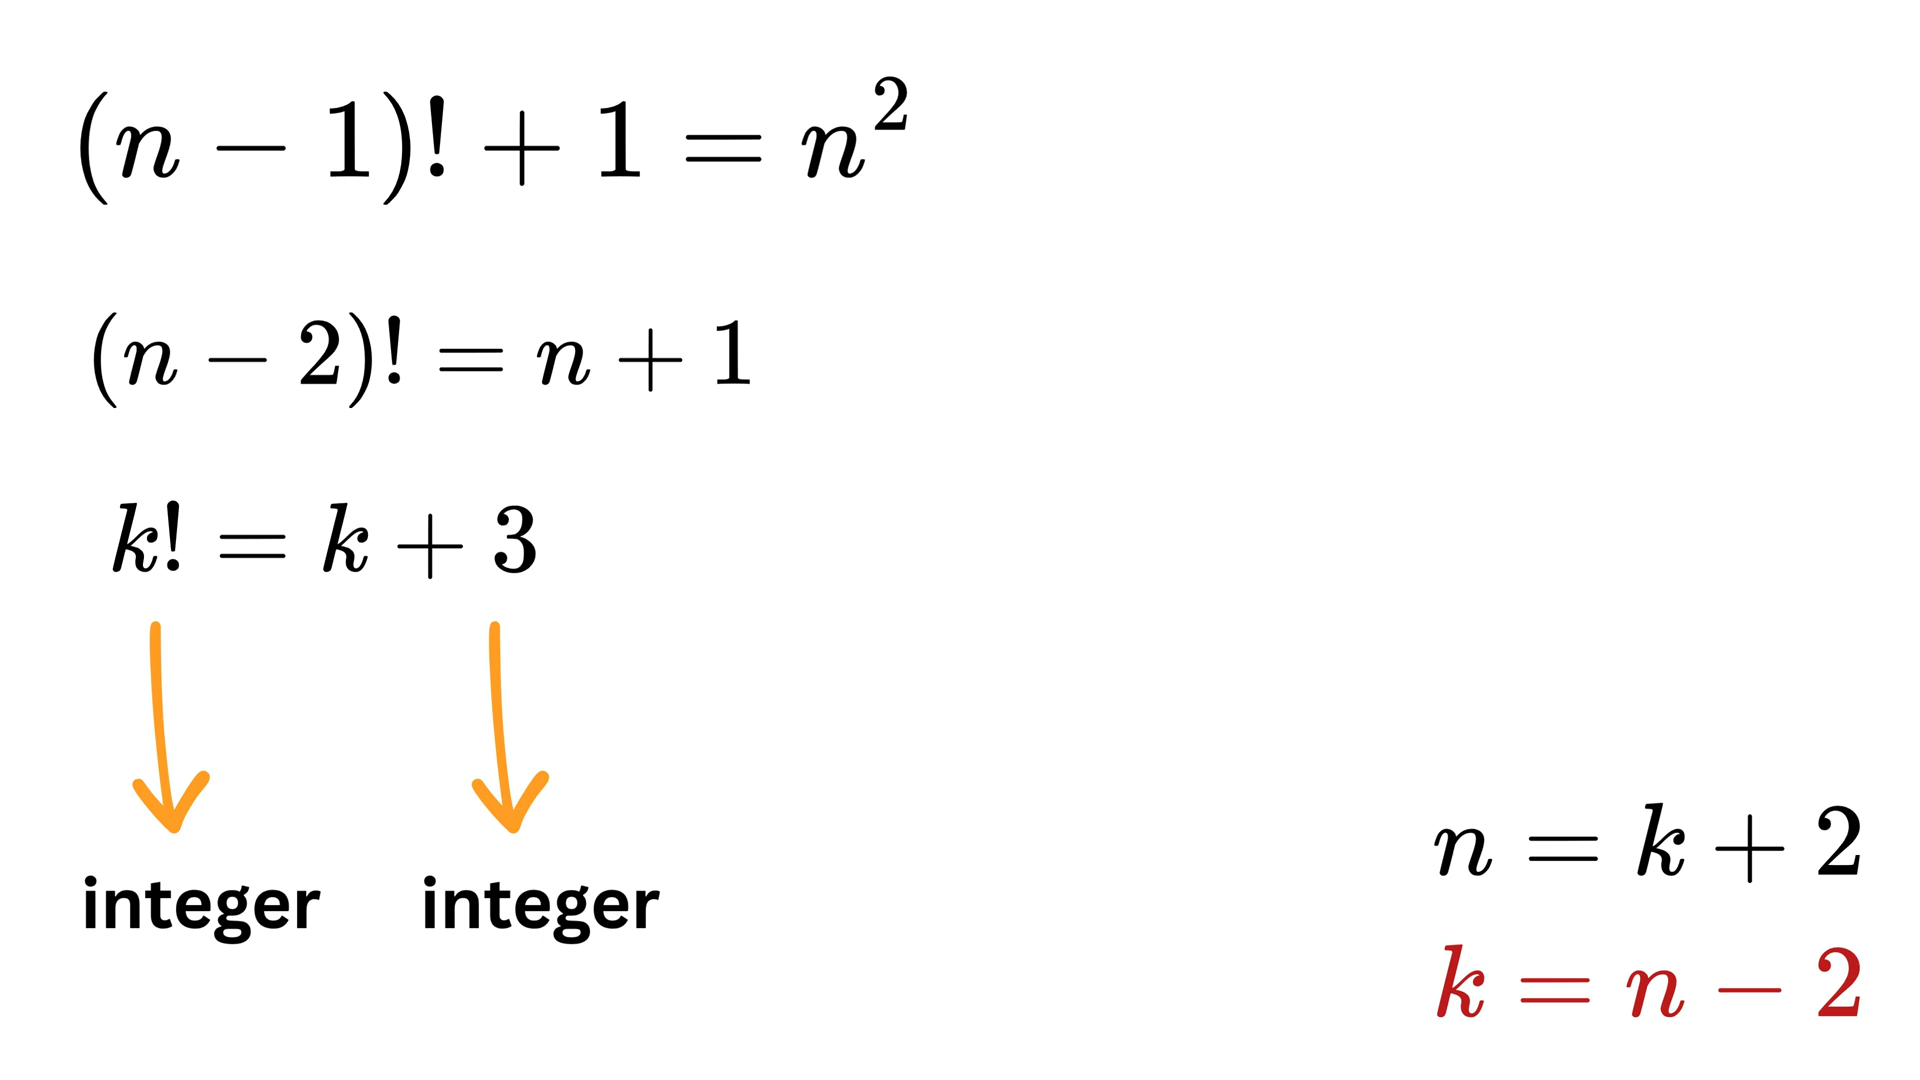 (n − 1)! + 1 = n²
(n − 2)! = n + 1
k! = k + 3
integer integer
n = k + 2
k = n − 2